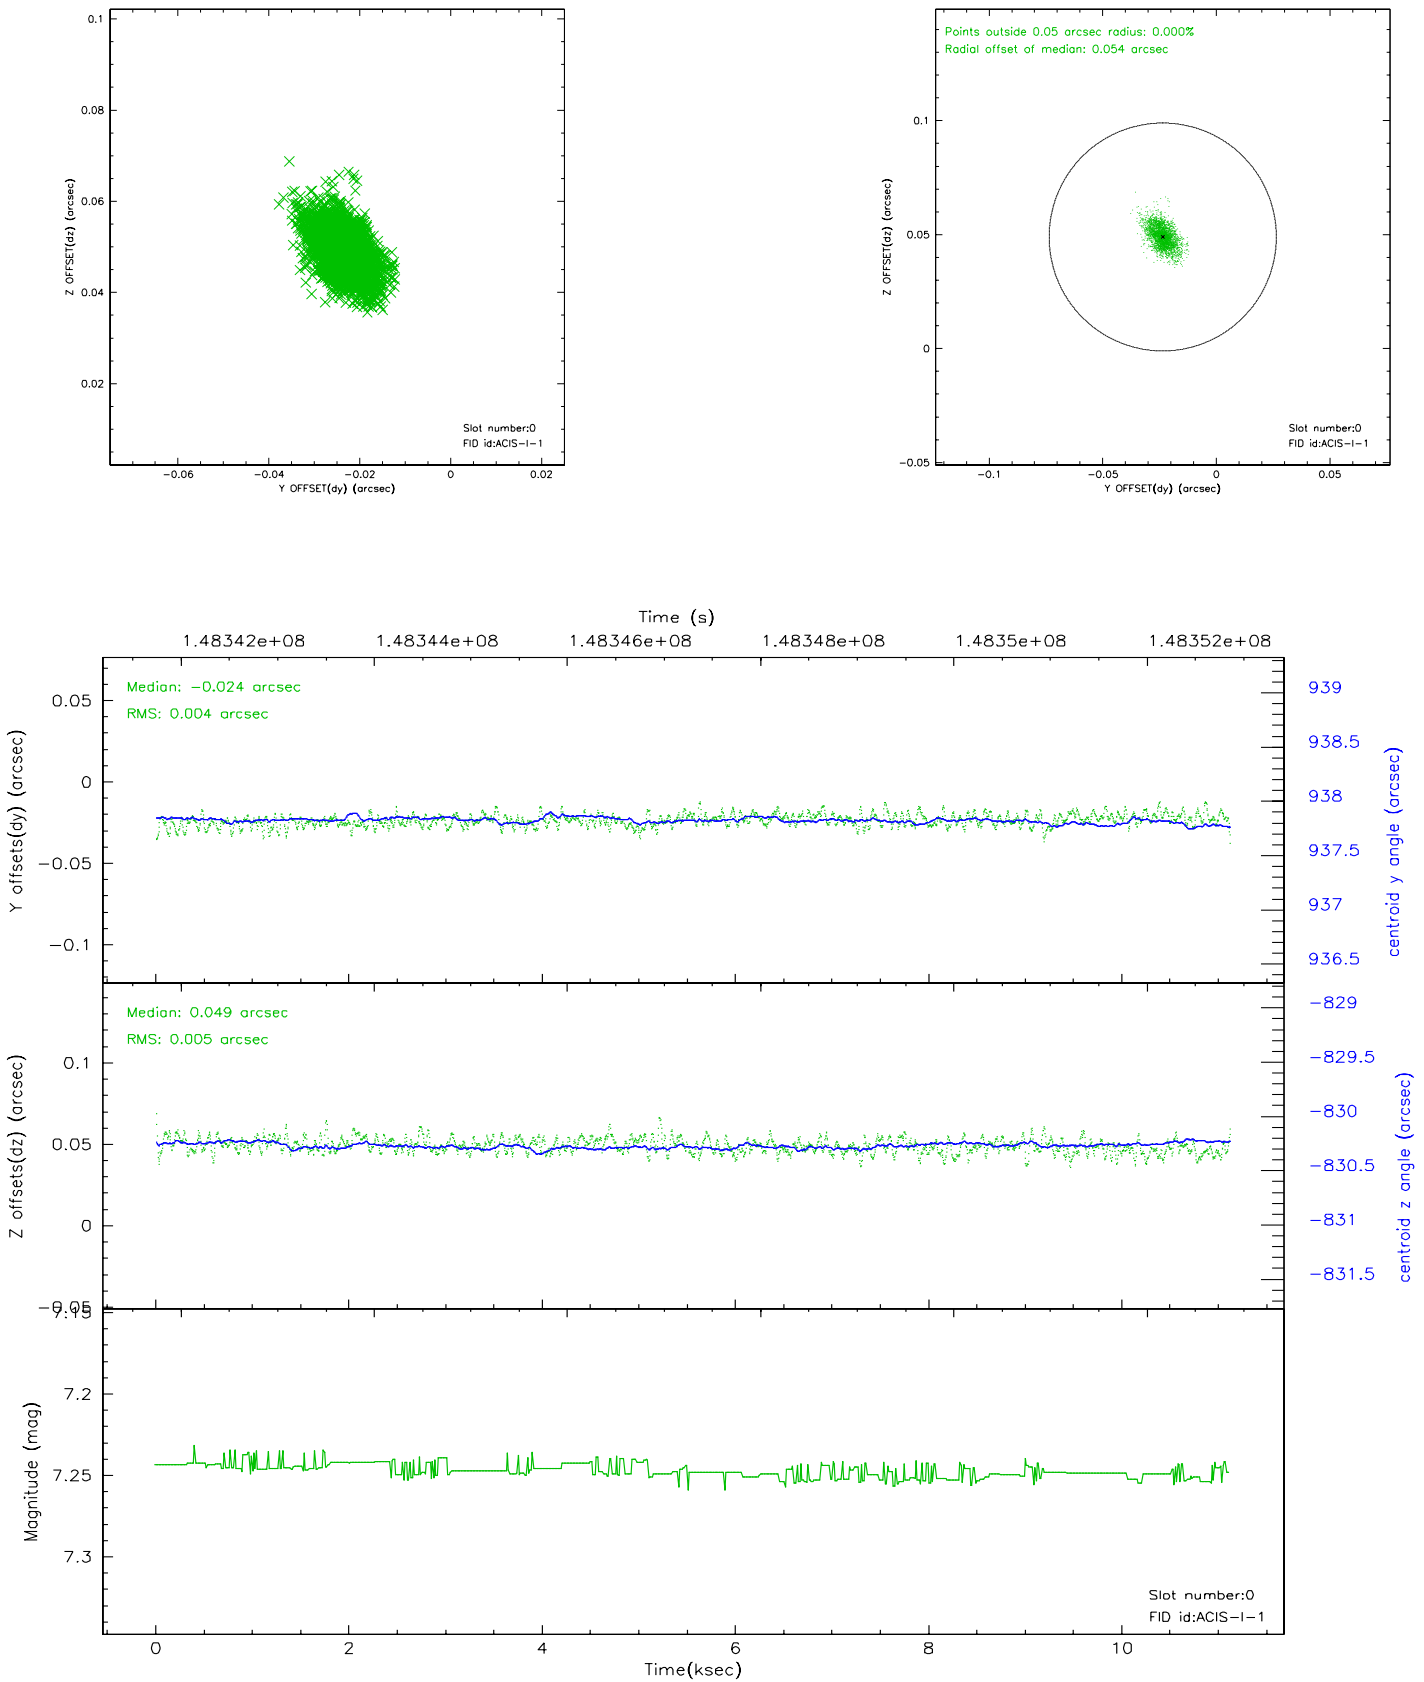 0.1
0.08
0.06
0.04
0.02
Z OFFSET(dz) (arcsec)
Slot number:0
FID id:ACIS-I-1
-0.06 -0.04 -0.02 0 0.02
Y OFFSET(dy) (arcsec)
Points outside 0.05 arcsec radius: 0.000%
Radial offset of median: 0.054 arcsec
0.1
0.05
0
-0.05
Z OFFSET(dz) (arcsec)
Slot number:0
FID id:ACIS-I-1
-0.1 -0.05 0 0.05
Y OFFSET(dy) (arcsec)
Time (s)
1.48342e+08 1.48344e+08 1.48346e+08 1.48348e+08 1.4835e+08 1.48352e+08
Median: -0.024 arcsec
RMS: 0.004 arcsec
0.05
0
-0.05
-0.1
Y offsets(dy) (arcsec)
939
938.5
938
937.5
937
936.5
centroid y angle (arcsec)
Median: 0.049 arcsec
RMS: 0.005 arcsec
0.1
0.05
0
-0.05
Z offsets(dz) (arcsec)
-829
-829.5
-830
-830.5
-831
-831.5
centroid z angle (arcsec)
7.15
7.2
7.25
7.3
Magnitude (mag)
Slot number:0
FID id:ACIS-I-1
0 2 4 6 8 10
Time(ksec)